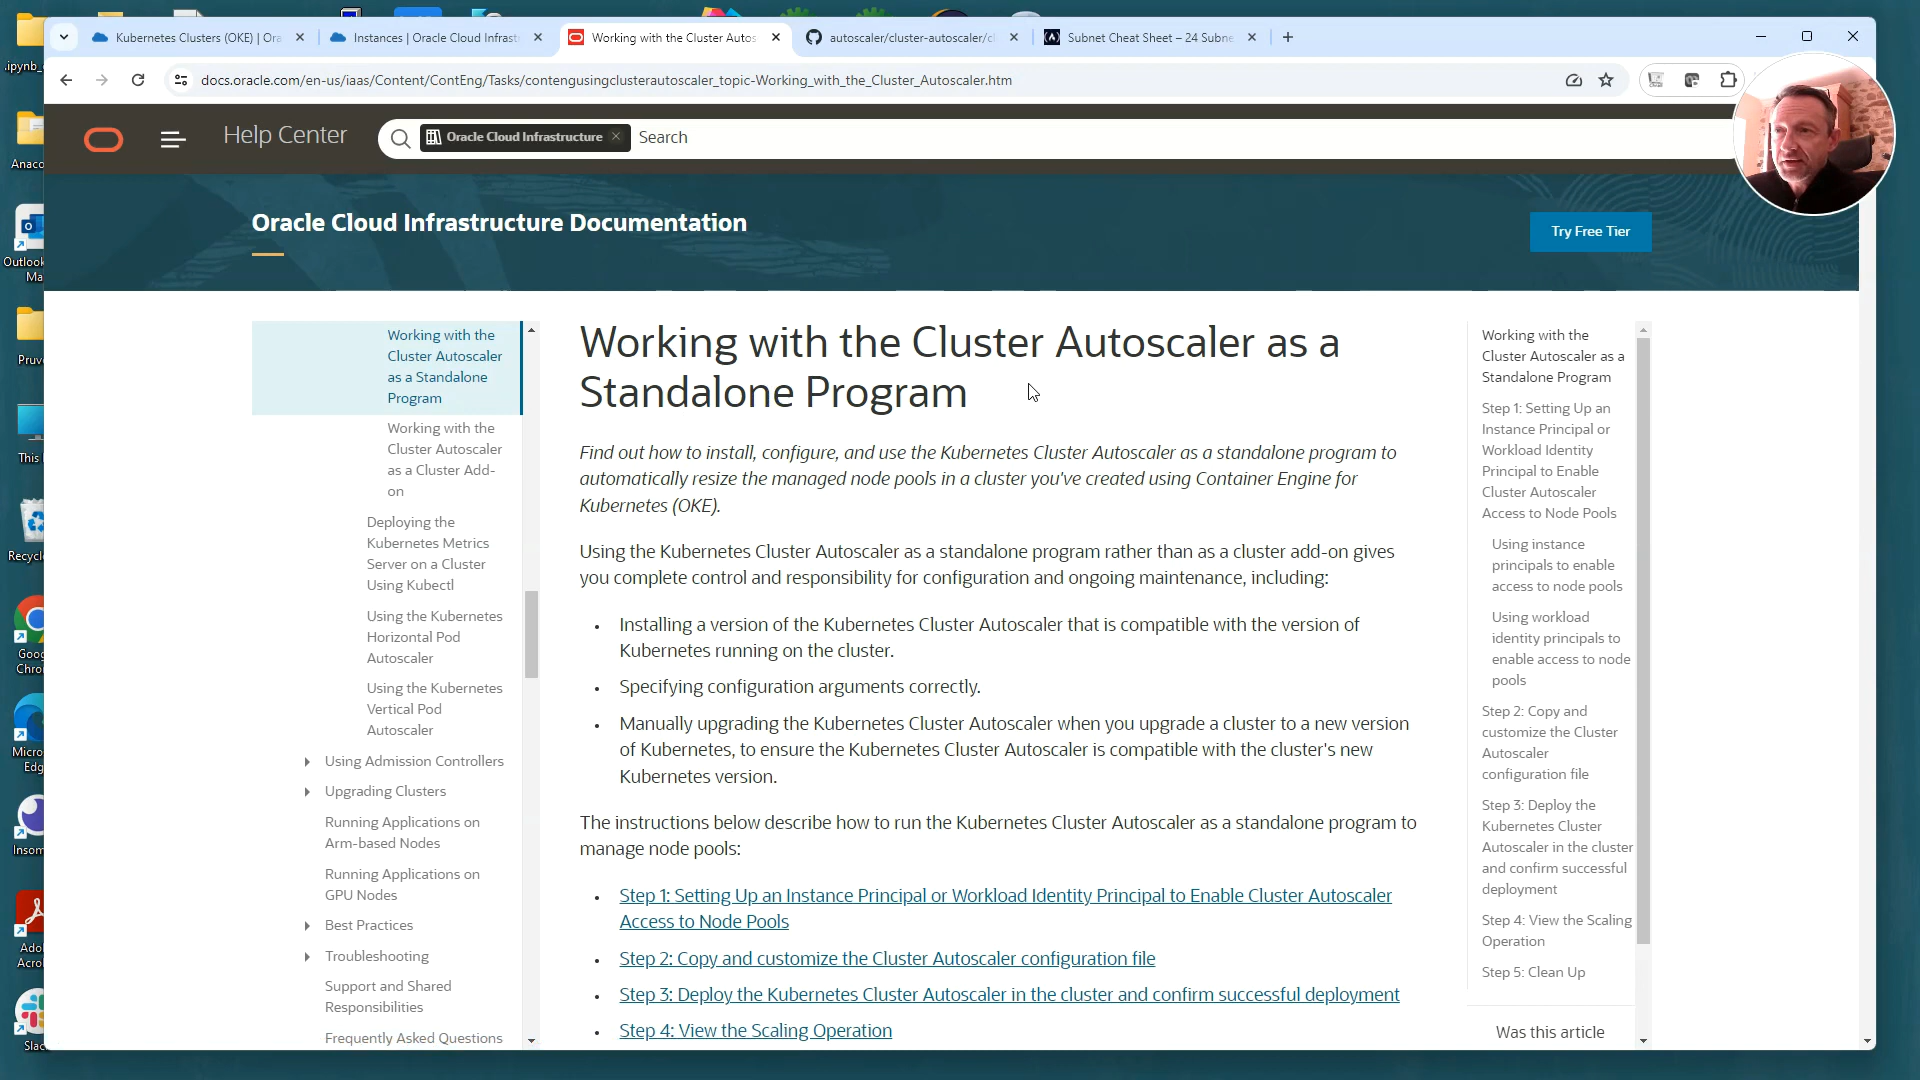 Kubernetes Clusters (OKE) | Ora
Instances | Oracle Cloud Infrast
Working with the Cluster Autos
autoscaler/cluster-autoscaler/cl
Subnet Cheat Sheet – 24 Subne
docs.oracle.com/en-us/iaas/Content/ContEng/Tasks/contengusingclusterautoscaler_topic-Working_with_the_Cluster_Autoscaler.htm
Help Center
Oracle Cloud Infrastructure
Search
Oracle Cloud Infrastructure Documentation
Try Free Tier
Working with the
Cluster Autoscaler
as a Standalone
Program
Working with the
Cluster Autoscaler
as a Cluster Add-
on
Deploying the
Kubernetes Metrics
Server on a Cluster
Using Kubectl
Using the Kubernetes
Horizontal Pod
Autoscaler
Using the Kubernetes
Vertical Pod
Autoscaler
Using Admission Controllers
Upgrading Clusters
Running Applications on
Arm-based Nodes
Running Applications on
GPU Nodes
Best Practices
Troubleshooting
Support and Shared
Responsibilities
Frequently Asked Questions
Working with the Cluster Autoscaler as a
Standalone Program
Find out how to install, configure, and use the Kubernetes Cluster Autoscaler as a standalone program to
automatically resize the managed node pools in a cluster you've created using Container Engine for
Kubernetes (OKE).
Using the Kubernetes Cluster Autoscaler as a standalone program rather than as a cluster add-on gives
you complete control and responsibility for configuration and ongoing maintenance, including:
• Installing a version of the Kubernetes Cluster Autoscaler that is compatible with the version of
Kubernetes running on the cluster.
• Specifying configuration arguments correctly.
• Manually upgrading the Kubernetes Cluster Autoscaler when you upgrade a cluster to a new version
of Kubernetes, to ensure the Kubernetes Cluster Autoscaler is compatible with the cluster's new
Kubernetes version.
The instructions below describe how to run the Kubernetes Cluster Autoscaler as a standalone program to
manage node pools:
• Step 1: Setting Up an Instance Principal or Workload Identity Principal to Enable Cluster Autoscaler
Access to Node Pools
• Step 2: Copy and customize the Cluster Autoscaler configuration file
• Step 3: Deploy the Kubernetes Cluster Autoscaler in the cluster and confirm successful deployment
• Step 4: View the Scaling Operation
Working with the
Cluster Autoscaler as a
Standalone Program
Step 1: Setting Up an
Instance Principal or
Workload Identity
Principal to Enable
Cluster Autoscaler
Access to Node Pools
Using instance
principals to enable
access to node pools
Using workload
identity principals to
enable access to node
pools
Step 2: Copy and
customize the Cluster
Autoscaler
configuration file
Step 3: Deploy the
Kubernetes Cluster
Autoscaler in the cluster
and confirm successful
deployment
Step 4: View the Scaling
Operation
Step 5: Clean Up
Was this article
.ipynb_
Anaco
Outlook
Ma
Pruv
This
Recycl
Goog
Chro
Micro
Edg
Insom
Ado
Acro
Slac